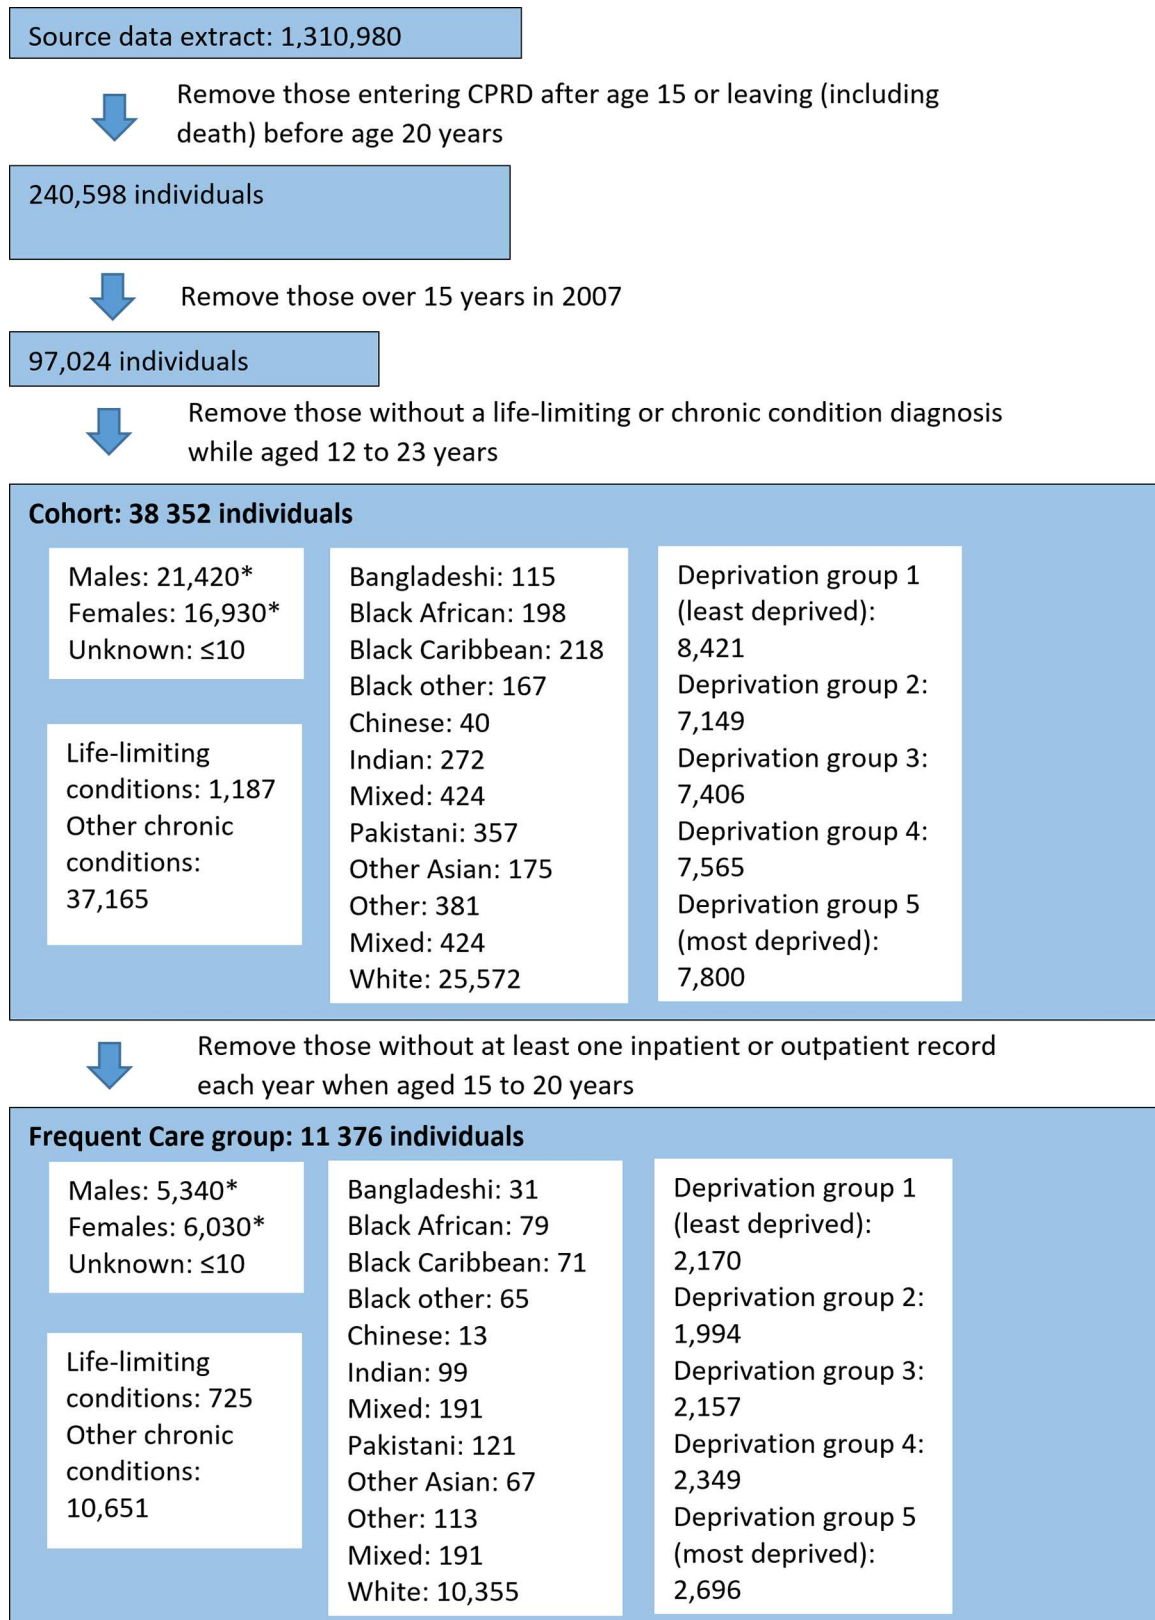 Source data extract: 1,310,980
Remove those entering CPRD after age 15 or leaving (including
death) before age 20 years
240,598 individuals
Remove those over 15 years in 2007
97,024 individuals
Remove those without a life-limiting or chronic condition diagnosis
while aged 12 to 23 years
Cohort: 38 352 individuals
Males: 21,420*
Females: 16,930*
Unknown: ≤10
Life-limiting
conditions: 1,187
Other chronic
conditions:
37,165
Bangladeshi: 115
Black African: 198
Black Caribbean: 218
Black other: 167
Chinese: 40
Indian: 272
Mixed: 424
Pakistani: 357
Other Asian: 175
Other: 381
Mixed: 424
White: 25,572
Deprivation group 1
(least deprived):
8,421
Deprivation group 2:
7,149
Deprivation group 3:
7,406
Deprivation group 4:
7,565
Deprivation group 5
(most deprived):
7,800
Remove those without at least one inpatient or outpatient record
each year when aged 15 to 20 years
Frequent Care group: 11 376 individuals
Males: 5,340*
Females: 6,030*
Unknown: ≤10
Life-limiting
conditions: 725
Other chronic
conditions:
10,651
Bangladeshi: 31
Black African: 79
Black Caribbean: 71
Black other: 65
Chinese: 13
Indian: 99
Mixed: 191
Pakistani: 121
Other Asian: 67
Other: 113
Mixed: 191
White: 10,355
Deprivation group 1
(least deprived):
2,170
Deprivation group 2:
1,994
Deprivation group 3:
2,157
Deprivation group 4:
2,349
Deprivation group 5
(most deprived):
2,696